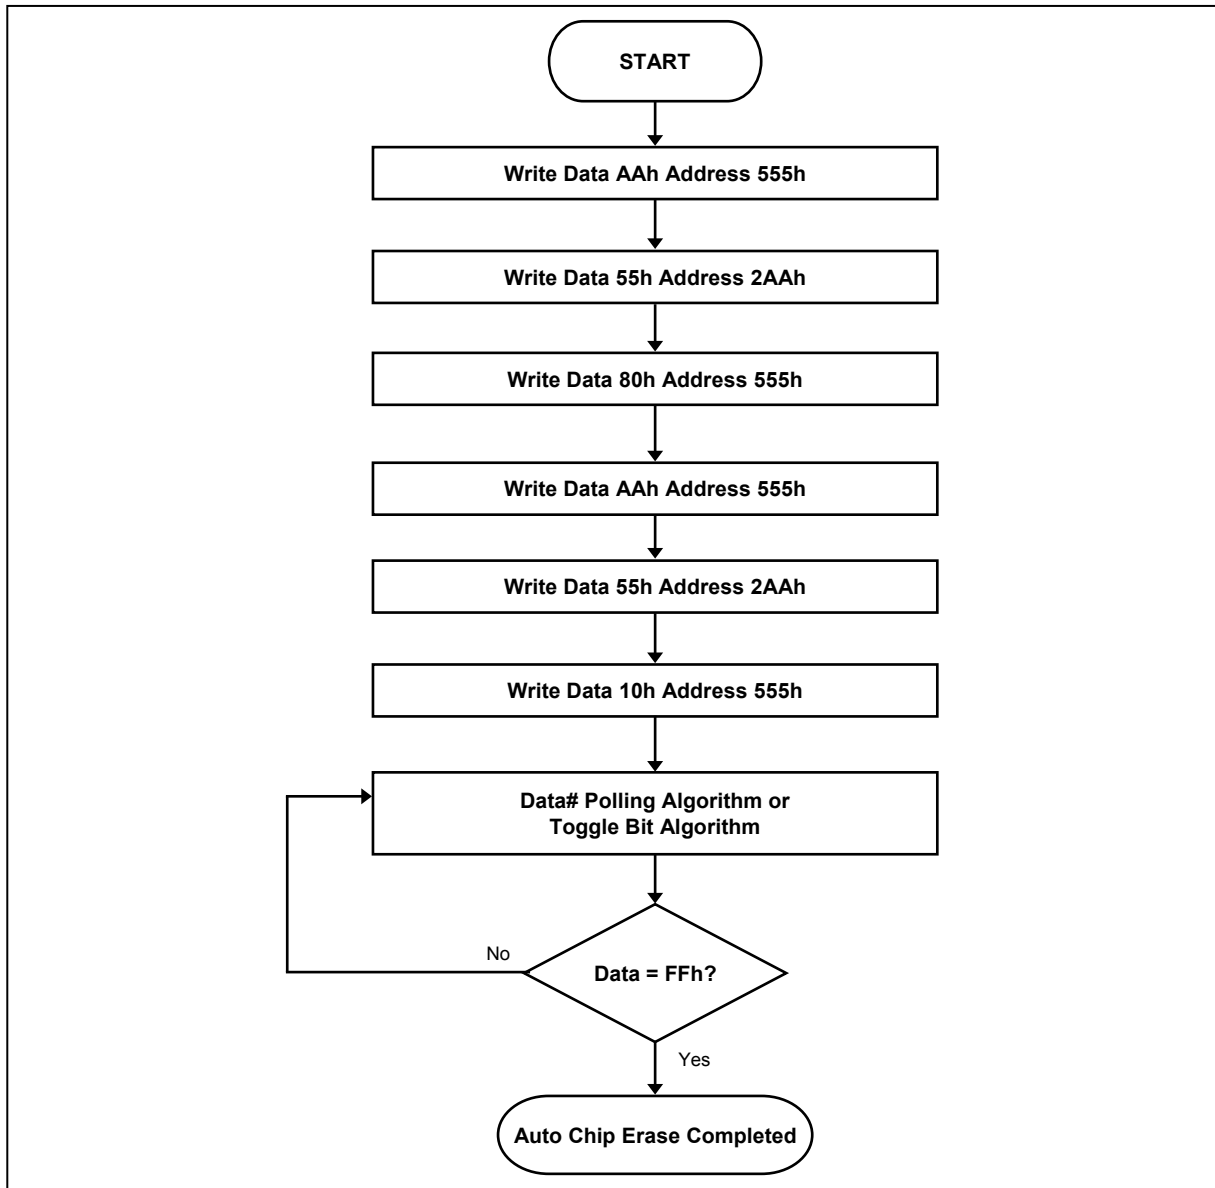 START
Write Data AAh Address 555h
Write Data 55h Address 2AAh
Write Data 80h Address 555h
Write Data AAh Address 555h
Write Data 55h Address 2AAh
Write Data 10h Address 555h
Data# Polling Algorithm or
Toggle Bit Algorithm
No
Data = FFh?
Yes
Auto Chip Erase Completed